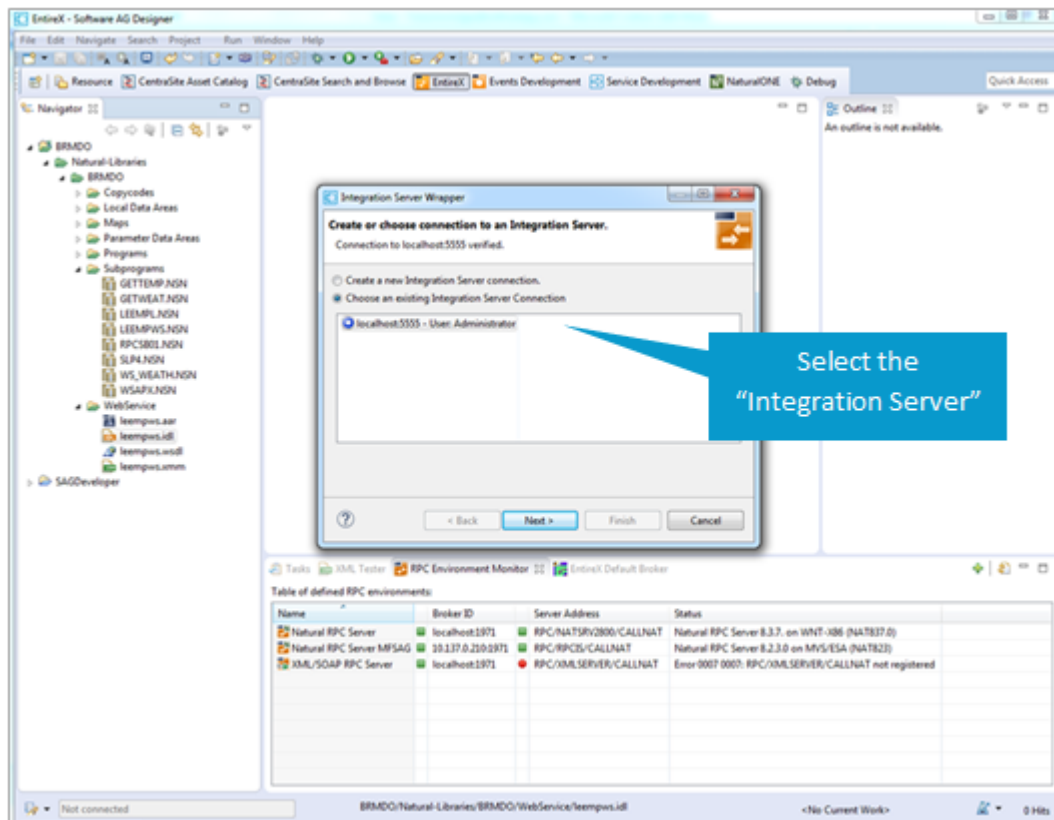 EntireX - Software AG Designer
File Edit Navigate Search Project Run Window Help
Resource CentraSite Asset Catalog CentraSite Search and Browse EntireX Events Development Service Development NaturalONE Debug Quick Access
Navigator
BRMDO
Natural-Libraries
BRMDO
Copycodes
Local Data Areas
Maps
Parameter Data Areas
Programs
Subprograms
GETTEMP.NSN
GETWEAT.NSN
LEEMPL.NSN
LEEMPWS.NSN
RPCSB01.NSN
SLP4.NSN
WS_WEATH.NSN
WSAPX.NSN
WebService
leempws.aar
leempws.idl
leempws.wsdl
leempws.xmm
SAGDeveloper
Outline
An outline is not available.
Integration Server Wrapper
Create or choose connection to an Integration Server.
Connection to localhost:5555 verified.
Create a new Integration Server connection.
Choose an existing Integration Server Connection
localhost:5555 - User: Administrator
Select the
“Integration Server”
< Back Next > Finish Cancel
Tasks XML Tester RPC Environment Monitor EntireX Default Broker
Table of defined RPC environments:
Name Broker ID Server Address Status
Natural RPC Server localhost:1971 RPC/NATSRV2800/CALLNAT Natural RPC Server 8.3.7. on WNT-X86 (NAT837.0)
Natural RPC Server MFSAG 10.137.0.210:1971 RPC/RPCIS/CALLNAT Natural RPC Server 8.2.3.0 on MVS/ESA (NAT823)
XML/SOAP RPC Server localhost:1971 RPC/XMLSERVER/CALLNAT Error 0007 0007: RPC/XMLSERVER/CALLNAT not registered
Not connected BRMDO/Natural-Libraries/BRMDO/WebService/leempws.idl <No Current Work> 0 Hits